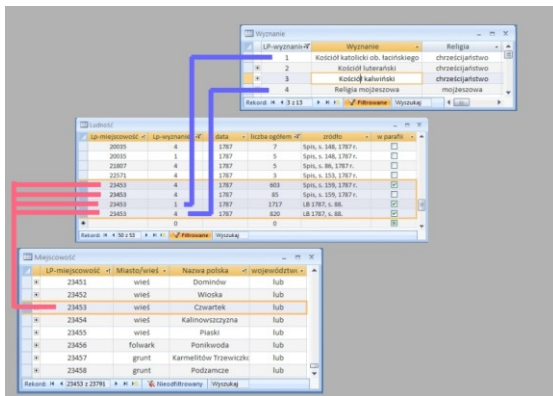 Wyznanie
LP-wyznanie Wyznanie Religia
1 Kościół katolicki ob. łacińskiego chrześcijaństwo
2 Kościół luterański chrześcijaństwo
3 Kościół kalwiński chrześcijaństwo
4 Religia mojżeszowa mojżeszowa
Rekord: 3 z 13 Filtrowane Wyszukaj
Ludność
Lp-miejscowość Lp-wyznanie data liczba ogółem źródło w parafii
20035 4 1787 7 Spis, s. 148, 1787 r.
20035 1 1787 5 Spis, s. 148, 1787 r.
21807 4 1787 5 Spis, s. 86, 1787 r.
22571 4 1787 3 Spis, s. 153, 1787 r.
23453 4 1787 603 Spis, s. 159, 1787 r.
23453 4 1787 85 Spis, s. 159, 1787 r.
23453 1 1787 1717 LB 1787, s. 88.
23453 4 1787 820 LB 1787, s. 88.
0 0
Rekord: 50 z 53 Filtrowane Wyszukaj
Miejscowość
LP-miejscowość Miasto/wieś Nazwa polska województwo
23451 wieś Dominów lub
23452 wieś Wioska lub
23453 wieś Czwartek lub
23454 wieś Kalinowszczyzna lub
23455 wieś Piaski lub
23456 folwark Ponikwoda lub
23457 grunt Karmelitów Trzewiczko lub
23458 grunt Podzamcze lub
Rekord: 23453 z 23791 Niezofiltrowany Wyszukaj